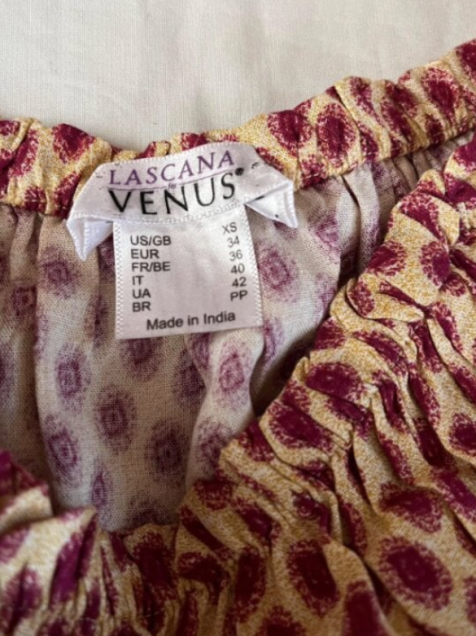 LASCANA
VENUS®
US/GB XS
EUR 34
FR/BE 36
IT 40
UA 42
BR PP
Made in India